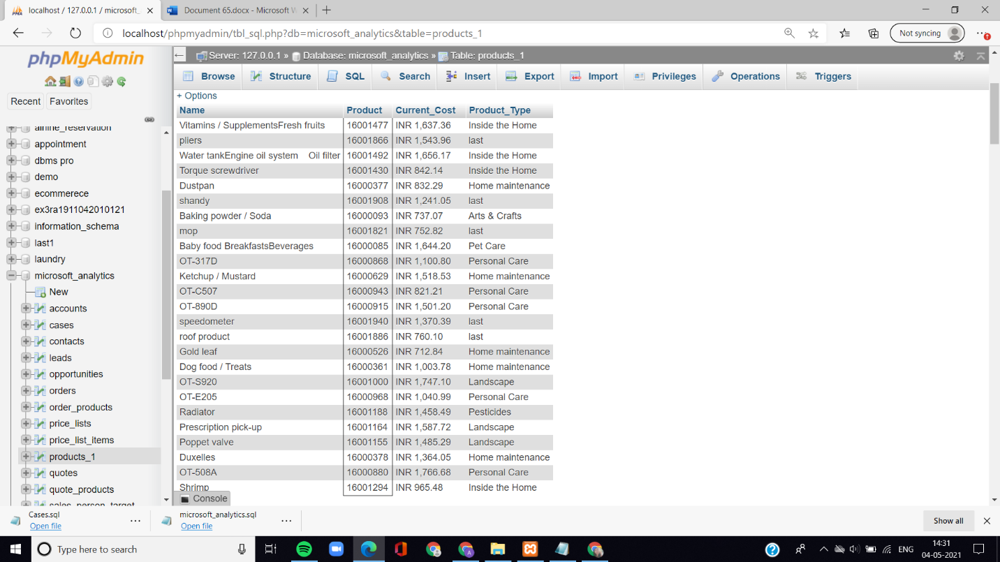 localhost / 127.0.0.1 / microsoft_
Document 65.docx - Microsoft W
localhost/phpmyadmin/tbl_sql.php?db=microsoft_analytics&table=products_1
Not syncing
phpMyAdmin
Recent Favorites
airline_reservation
appointment
dbms pro
demo
ecommerece
ex3ra1911042010121
information_schema
last1
laundry
microsoft_analytics
New
accounts
cases
contacts
leads
opportunities
orders
order_products
price_lists
price_list_items
products_1
quotes
quote_products
sales_person_target
Server: 127.0.0.1 » Database: microsoft_analytics » Table: products_1
Browse Structure SQL Search Insert Export Import Privileges Operations Triggers
+ Options
Name Product Current_Cost Product_Type
Vitamins / SupplementsFresh fruits 16001477 INR 1,637.36 Inside the Home
pliers 16001866 INR 1,543.96 last
Water tankEngine oil system Oil filter 16001492 INR 1,656.17 Inside the Home
Torque screwdriver 16001430 INR 842.14 Inside the Home
Dustpan 16000377 INR 832.29 Home maintenance
shandy 16001908 INR 1,241.05 last
Baking powder / Soda 16000093 INR 737.07 Arts & Crafts
mop 16001821 INR 752.82 last
Baby food BreakfastsBeverages 16000085 INR 1,644.20 Pet Care
OT-317D 16000868 INR 1,100.80 Personal Care
Ketchup / Mustard 16000629 INR 1,518.53 Home maintenance
OT-C507 16000943 INR 821.21 Personal Care
OT-890D 16000915 INR 1,501.20 Personal Care
speedometer 16001940 INR 1,370.39 last
roof product 16001886 INR 760.10 last
Gold leaf 16000526 INR 712.84 Home maintenance
Dog food / Treats 16000361 INR 1,003.78 Home maintenance
OT-S920 16001000 INR 1,747.10 Landscape
OT-E205 16000968 INR 1,040.99 Personal Care
Radiator 16001188 INR 1,458.49 Pesticides
Prescription pick-up 16001164 INR 1,587.72 Landscape
Poppet valve 16001155 INR 1,485.29 Landscape
Duxelles 16000378 INR 1,364.05 Home maintenance
OT-508A 16000880 INR 1,766.68 Personal Care
Shrimp 16001294 INR 965.48 Inside the Home
Console
Cases.sql
Open file
microsoft_analytics.sql
Open file
Show all
Type here to search
ENG
14:31
04-05-2021